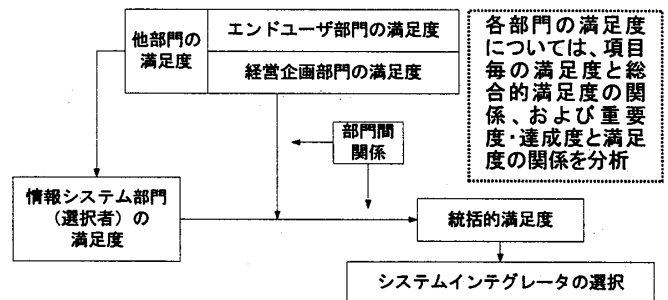 他部門の
満足度
エンドユーザ部門の満足度
経営企画部門の満足度
各部門の満足度
については、項目
毎の満足度と総
合的満足度の関
係、および重要
度・達成度と満足
度の関係を分析
部門間
関係
情報システム部門
（選択者）の
満足度
統括的満足度
システムインテグレータの選択